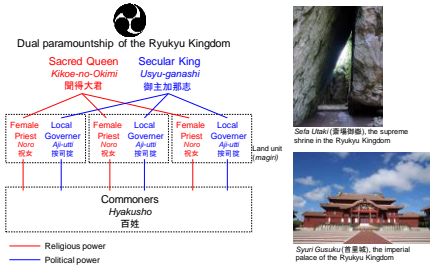 Dual paramountship of the Ryukyu Kingdom
Sacred Queen
Kikoe-no-Okimi
聞得大君
Secular King
Usyu-ganashi
御主加那志
Female
Priest
Noro
祝女
Local
Governer
Aji-utti
按司掟
Female
Priest
Noro
祝女
Local
Governer
Aji-utti
按司掟
Female
Priest
Noro
祝女
Local
Governer
Aji-utti
按司掟
Land unit
(magiri)
Commoners
Hyakusho
百姓
Religious power
Political power
Sefa Utaki (斎場御嶽), the supreme
shrine in the Ryukyu Kingdom
Syuri Gusuku (首里城), the imperial
palace of the Ryukyu Kingdom